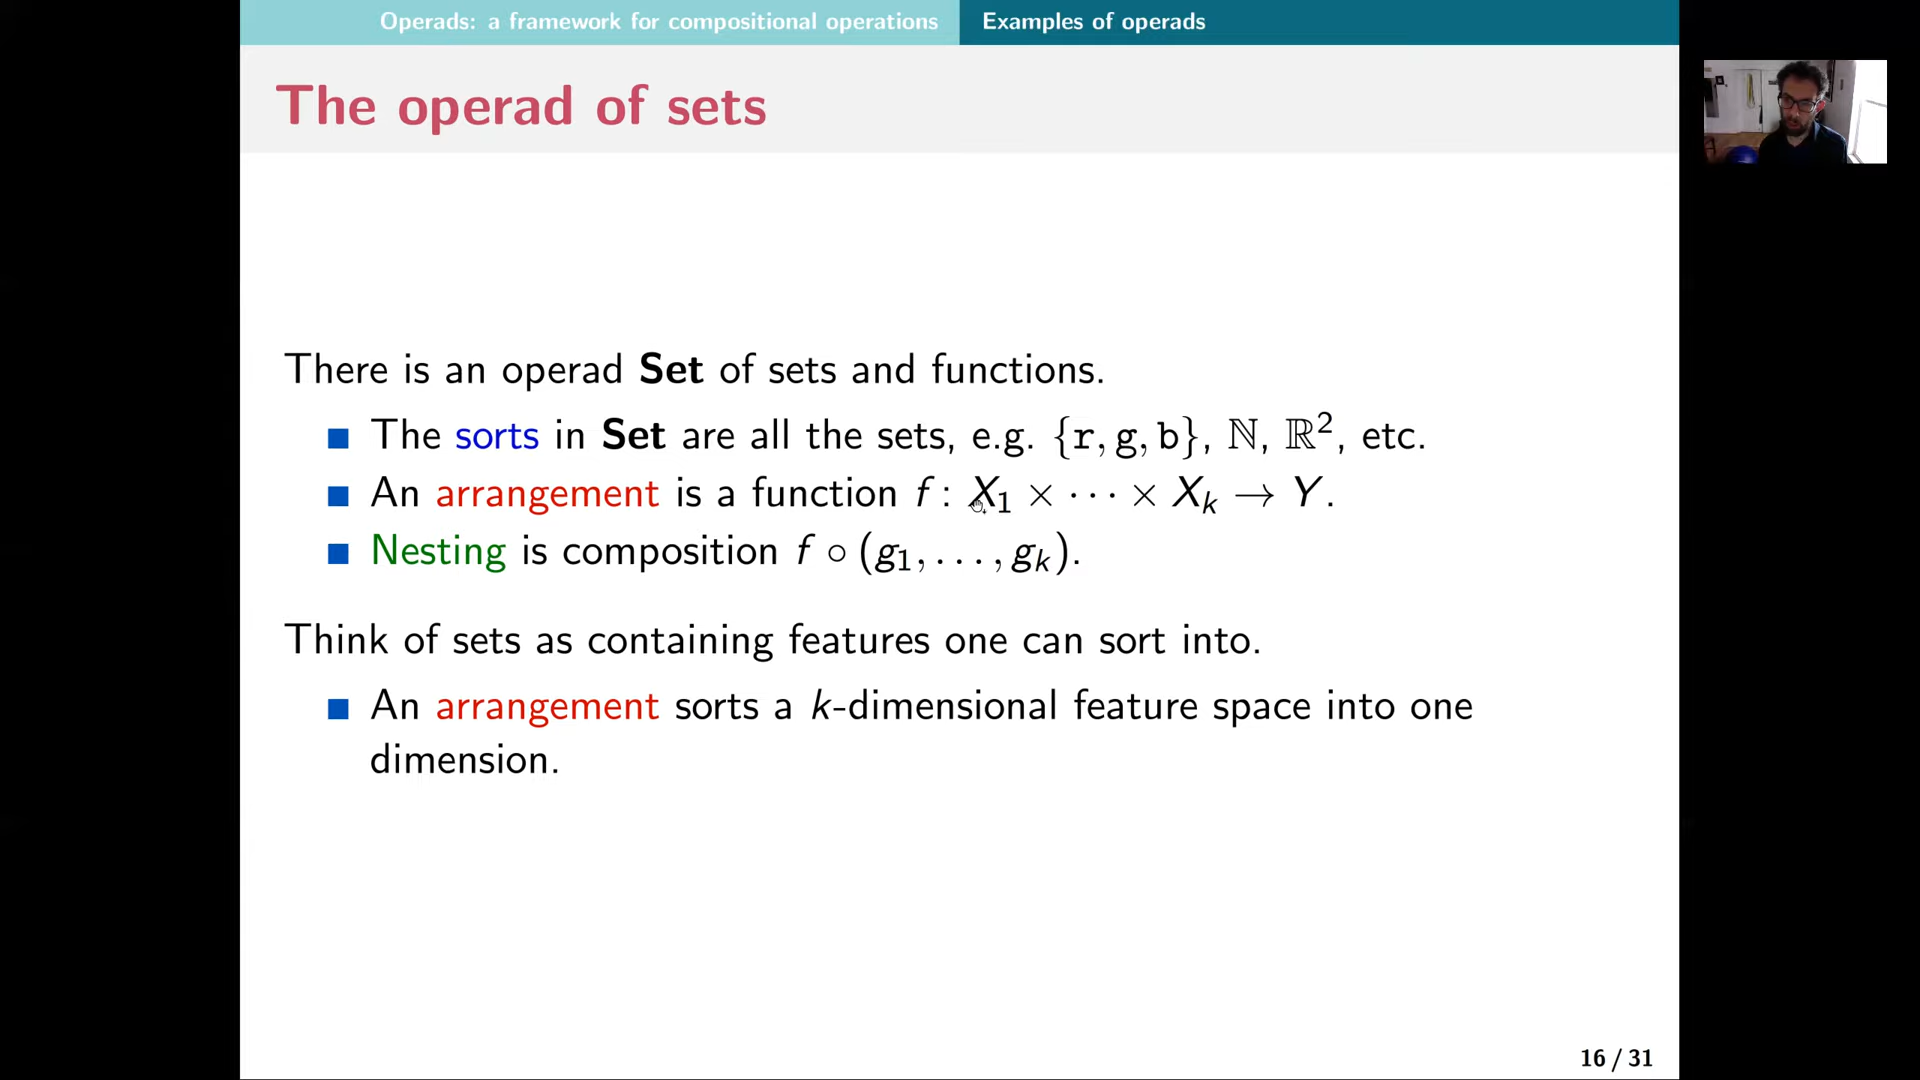 Operads: a framework for compositional operations
Examples of operads
The operad of sets
There is an operad Set of sets and functions.
The sorts in Set are all the sets, e.g. {r, g, b}, ℕ, ℝ², etc.
An arrangement is a function f : X₁ × ⋯ × Xₖ → Y.
Nesting is composition f ∘ (g₁, . . . , gₖ).
Think of sets as containing features one can sort into.
An arrangement sorts a k-dimensional feature space into one
dimension.
16 / 31